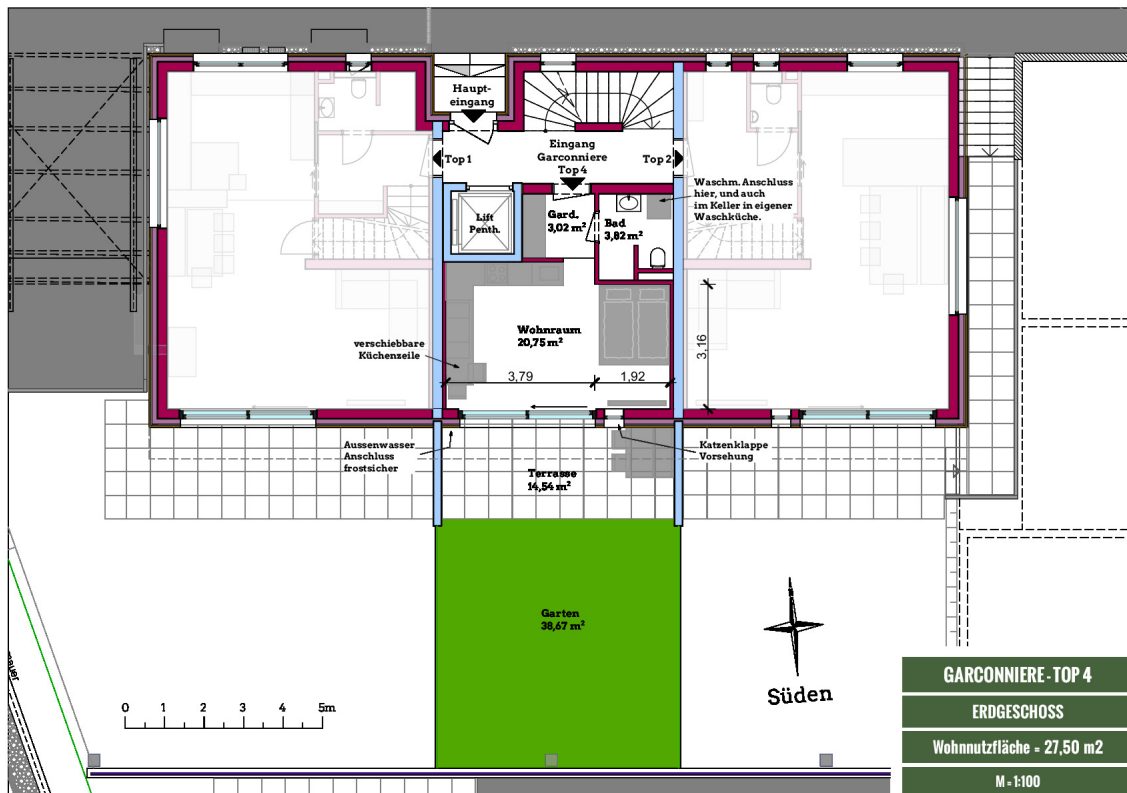 Haupt-
eingang
Top 1
Eingang
Garconniere
Top 4
Top 2
Waschm. Anschluss
hier, und auch
im Keller in eigener
Waschküche.
Lift
Penth.
Gard.
3,02 m²
Bad
3,82 m²
Wohnraum
20,75 m²
verschiebbare
Küchenzeile
3,79
1,92
3,16
Aussenwasser
Anschluss
frostsicher
Katzenklappe
Vorsehung
Terrasse
14,54 m²
Garten
38,67 m²
0 1 2 3 4 5m
Süden
GARCONNIERE - TOP 4
ERDGESCHOSS
Wohnnutzfläche = 27,50 m2
M = 1:100